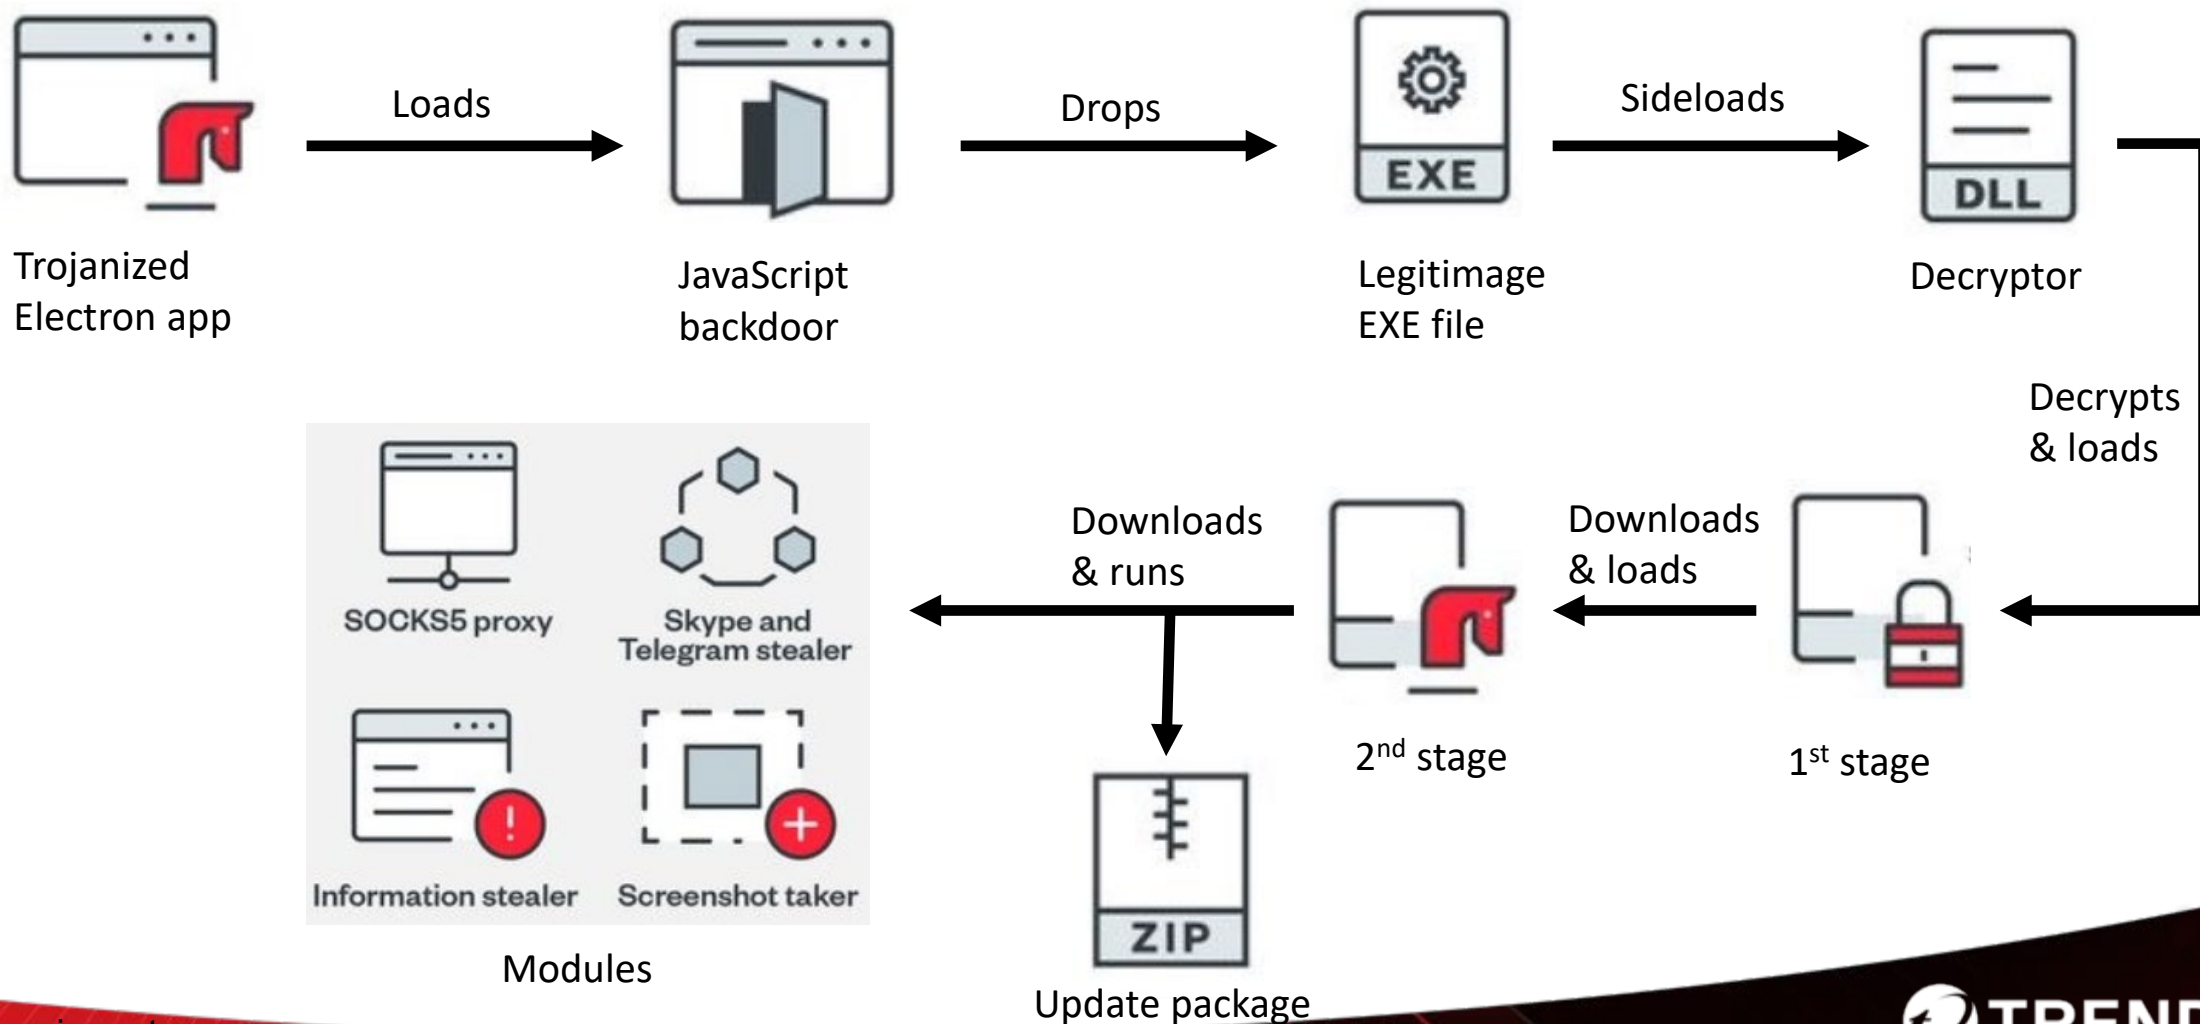 Loads
Drops
Sideloads
EXE
DLL
Trojanized
Electron app
JavaScript
backdoor
Legitimage
EXE file
Decryptor
Decrypts
& loads
Downloads
& loads
Downloads
& runs
SOCKS5 proxy
Skype and
Telegram stealer
Information stealer
Screenshot taker
Modules
2nd stage
1st stage
ZIP
Update package
TREND